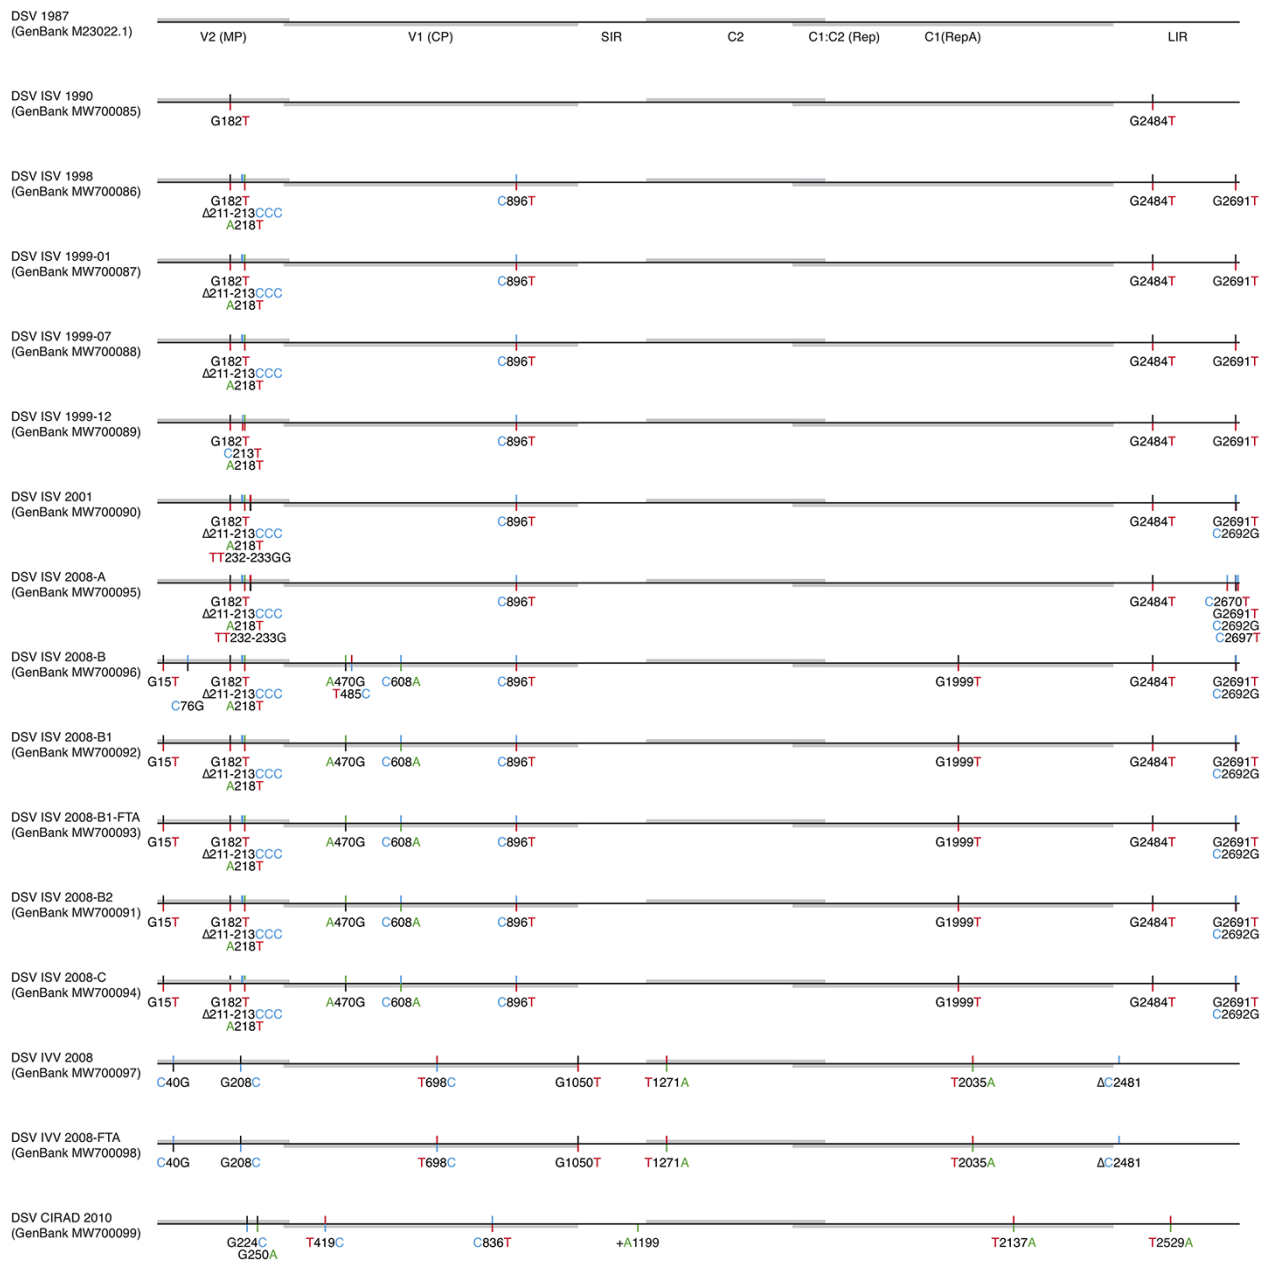 DSV 1987
(GenBank M23022.1)
V2 (MP) V1 (CP) SIR C2 C1:C2 (Rep) C1(RepA) LIR
DSV ISV 1990
(GenBank MW700085)
G182T G2484T
DSV ISV 1998
(GenBank MW700086)
G182T C896T G2484T G2691T
Δ211-213CCC
A218T
DSV ISV 1999-01
(GenBank MW700087)
G182T C896T G2484T G2691T
Δ211-213CCC
A218T
DSV ISV 1999-07
(GenBank MW700088)
G182T C896T G2484T G2691T
Δ211-213CCC
A218T
DSV ISV 1999-12
(GenBank MW700089)
G182T C896T G2484T G2691T
C213T
A218T
DSV ISV 2001
(GenBank MW700090)
G182T C896T G2484T G2691T
Δ211-213CCC C2692G
A218T
TT232-233GG
DSV ISV 2008-A
(GenBank MW700095)
G182T C896T G2484T C2670T
Δ211-213CCC G2691T
A218T C2692G
TT232-233G C2697T
DSV ISV 2008-B
(GenBank MW700096)
G15T G182T A470G C608A C896T G1999T G2484T G2691T
Δ211-213CCC T485C C2692G
C76G A218T
DSV ISV 2008-B1
(GenBank MW700092)
G15T G182T A470G C608A C896T G1999T G2484T G2691T
Δ211-213CCC C2692G
A218T
DSV ISV 2008-B1-FTA
(GenBank MW700093)
G15T G182T A470G C608A C896T G1999T G2484T G2691T
Δ211-213CCC C2692G
A218T
DSV ISV 2008-B2
(GenBank MW700091)
G15T G182T A470G C608A C896T G1999T G2484T G2691T
Δ211-213CCC C2692G
A218T
DSV ISV 2008-C
(GenBank MW700094)
G15T G182T A470G C608A C896T G1999T G2484T G2691T
Δ211-213CCC C2692G
A218T
DSV IVV 2008
(GenBank MW700097)
C40G G208C T698C G1050T T1271A T2035A ΔC2481
DSV IVV 2008-FTA
(GenBank MW700098)
C40G G208C T698C G1050T T1271A T2035A ΔC2481
DSV CIRAD 2010
(GenBank MW700099)
G224C T419C C836T +A1199 T2137A T2529A
G250A